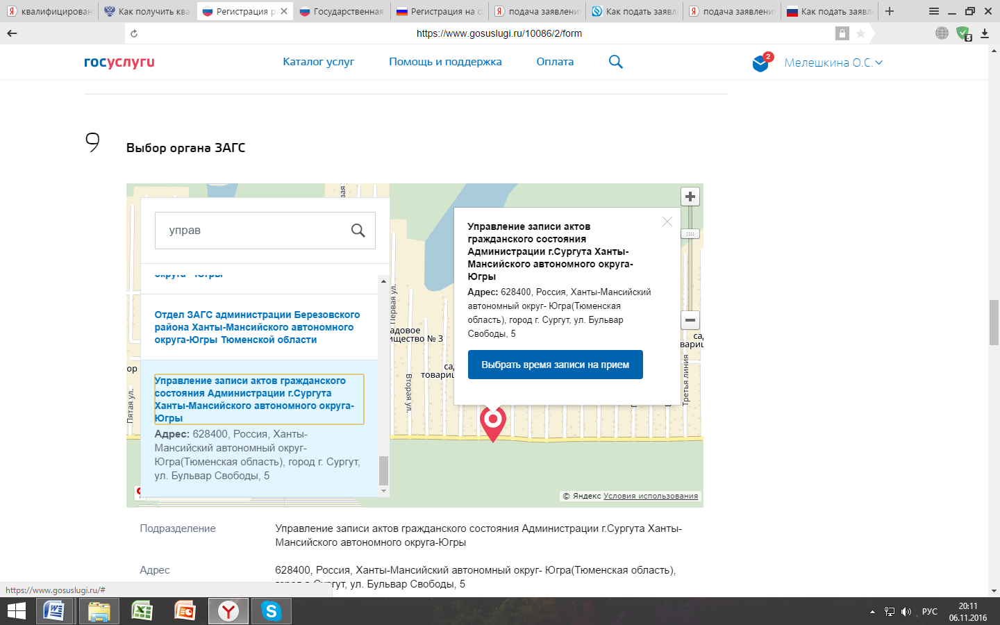 квалифицирован
Как получить ква
Регистрация р
Государственная
Регистрация на с
подача заявлени
Как подать заявл
подача заявлени
Как подать заявл
https://www.gosuslugi.ru/10086/2/form
5
госуслуги
Каталог услуг
Помощь и поддержка
Оплата
2
Мелешкина О.С.
9
Выбор органа ЗАГС
управ
округа - Югры
Отдел ЗАГС администрации Березовского
района Ханты-Мансийского автономного
округа-Югры Тюменской области
Управление записи актов гражданского
состояния Администрации г.Сургута
Ханты-Мансийского автономного округа-
Югры
Адрес: 628400, Россия, Ханты-
Мансийский автономный округ-
Югра(Тюменская область), город г. Сургут,
ул. Бульвар Свободы, 5
Управление записи актов
гражданского состояния
Администрации г.Сургута Ханты-
Мансийского автономного округа-
Югры
Адрес: 628400, Россия, Ханты-Мансийский
автономный округ- Югра(Тюменская
область), город г. Сургут, ул. Бульвар
Свободы, 5
Выбрать время записи на прием
Первая ул.
Вторая ул.
Пятая ул.
Третья линия
адовое
ищество № 3
са
товари
ор
© Яндекс Условия использования
Подразделение
Управление записи актов гражданского состояния Администрации г.Сургута Ханты-
Мансийского автономного округа-Югры
Адрес
628400, Россия, Ханты-Мансийский автономный округ- Югра(Тюменская область),
город г. Сургут, ул. Бульвар Свободы, 5
https://www.gosuslugi.ru/#
РУС
20:11
06.11.2016